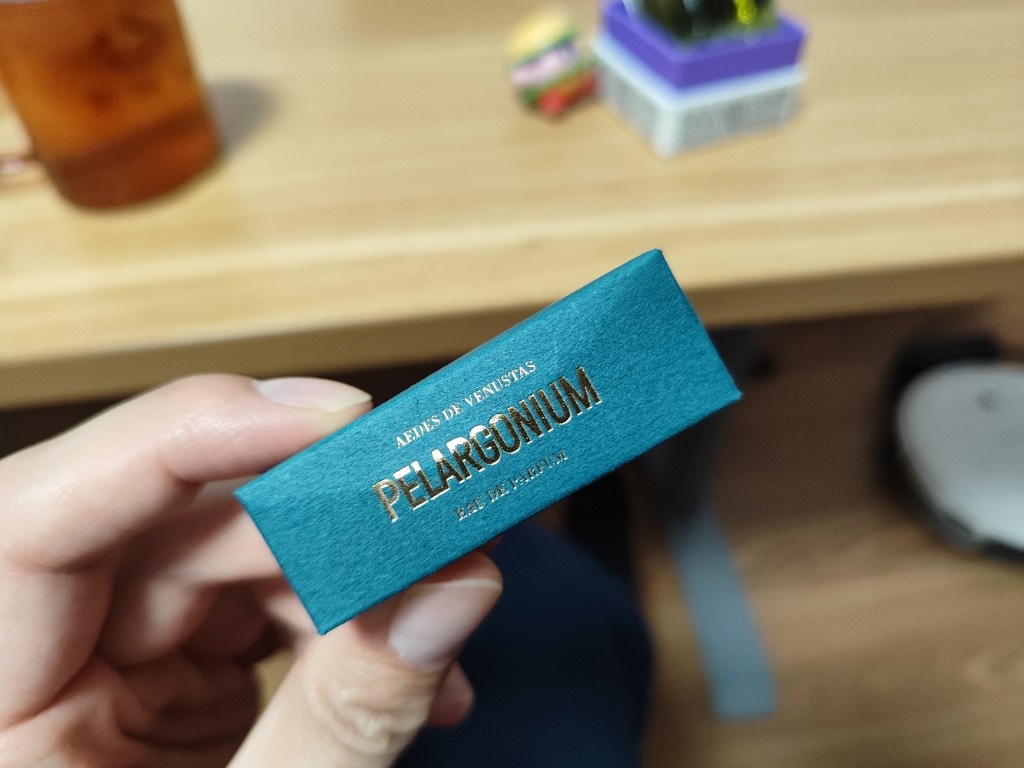 AEDES DE VENUSTAS
PELARGONIUM
EAU DE PARFUM